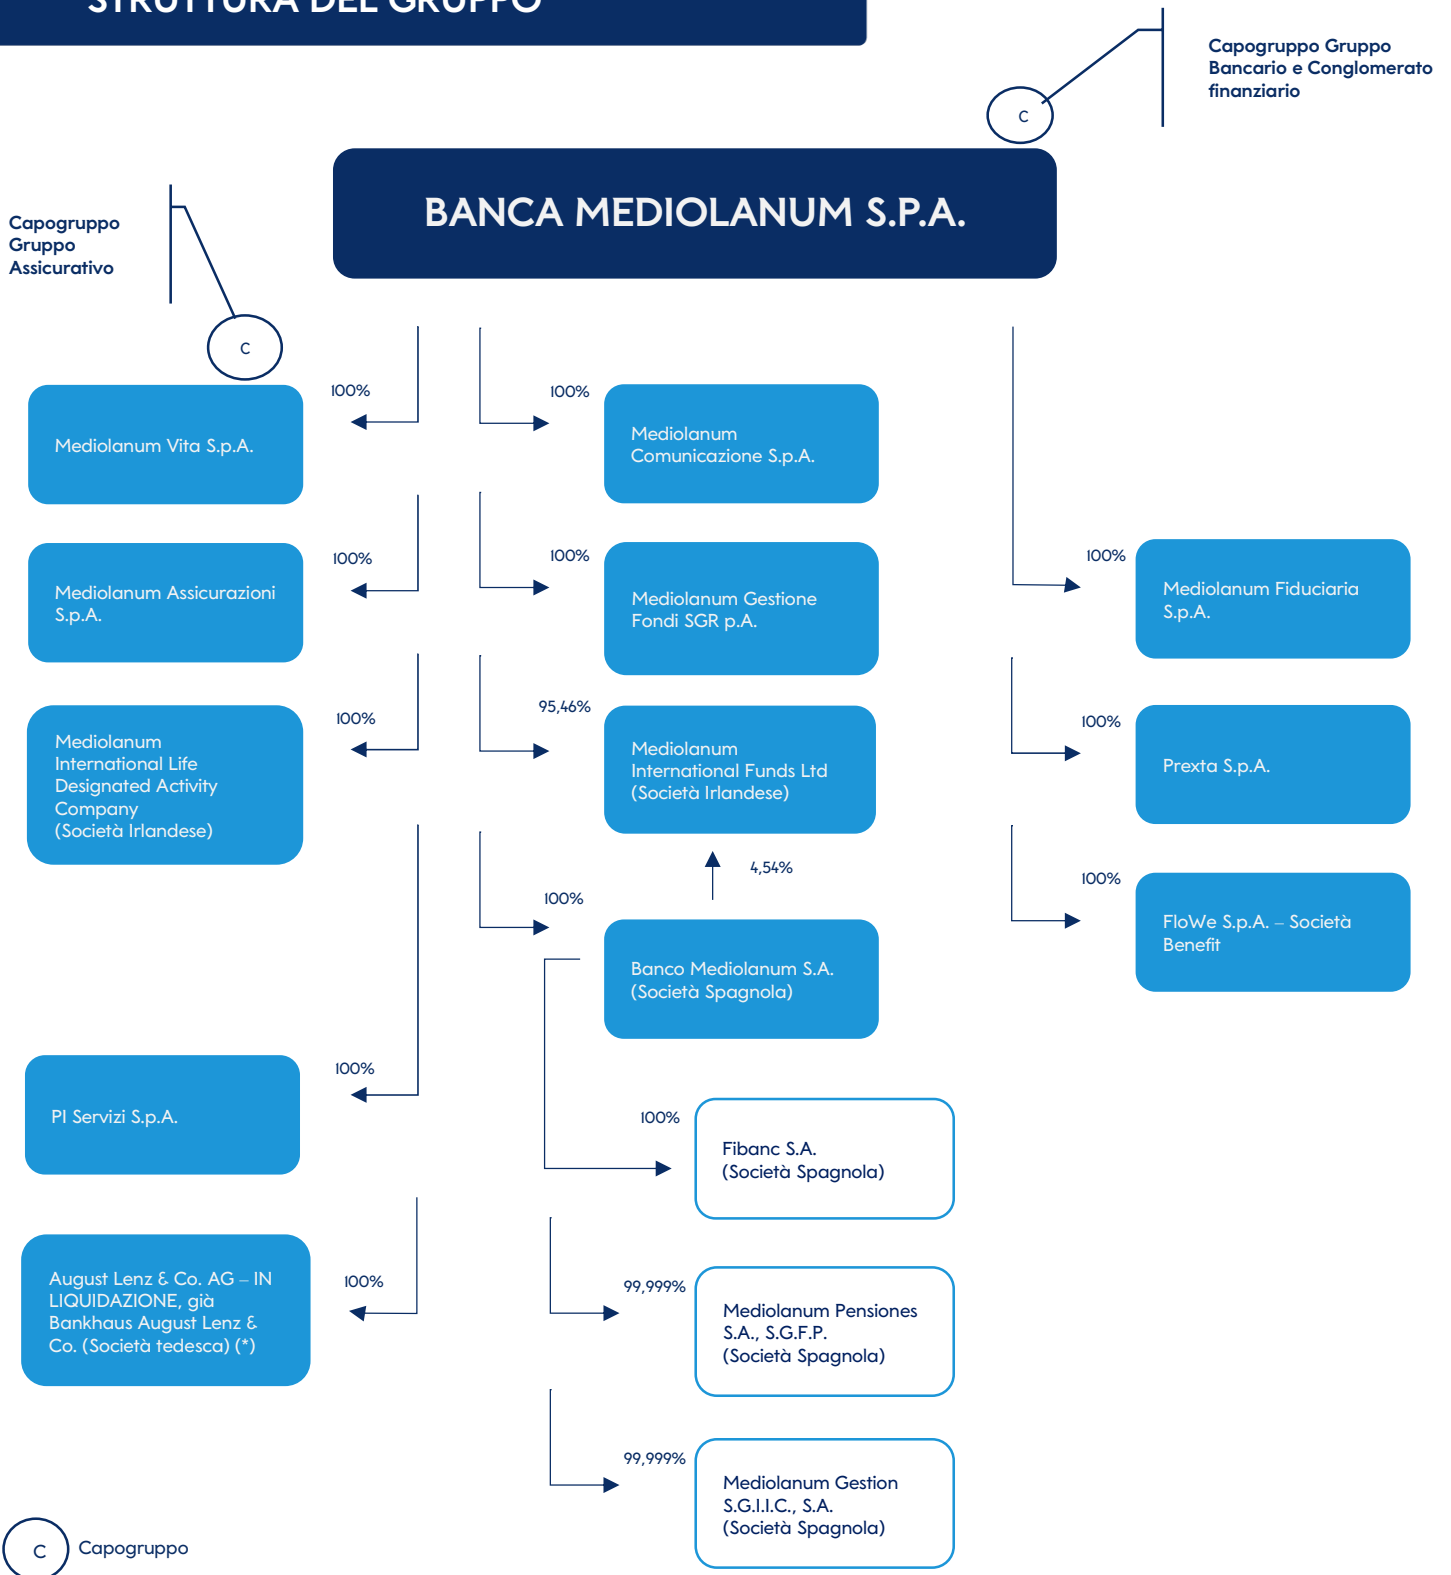 STRUTTURA DEL GRUPPO
Capogruppo Gruppo
Bancario e Conglomerato
finanziario
C
BANCA MEDIOLANUM S.P.A.
Capogruppo
Gruppo
Assicurativo
C
100%
Mediolanum Vita S.p.A.
100%
Mediolanum
Comunicazione S.p.A.
100%
Mediolanum Assicurazioni
S.p.A.
100%
Mediolanum Gestione
Fondi SGR p.A.
100%
Mediolanum Fiduciaria
S.p.A.
100%
Mediolanum
International Life
Designated Activity
Company
(Società Irlandese)
95,46%
Mediolanum
International Funds Ltd
(Società Irlandese)
100%
Prexta S.p.A.
4,54%
100%
Banco Mediolanum S.A.
(Società Spagnola)
100%
FloWe S.p.A. – Società
Benefit
100%
PI Servizi S.p.A.
100%
Fibanc S.A.
(Società Spagnola)
100%
August Lenz & Co. AG – IN
LIQUIDAZIONE, già
Bankhaus August Lenz &
Co. (Società tedesca) (*)
99,999%
Mediolanum Pensiones
S.A., S.G.F.P.
(Società Spagnola)
99,999%
Mediolanum Gestion
S.G.I.I.C., S.A.
(Società Spagnola)
C Capogruppo